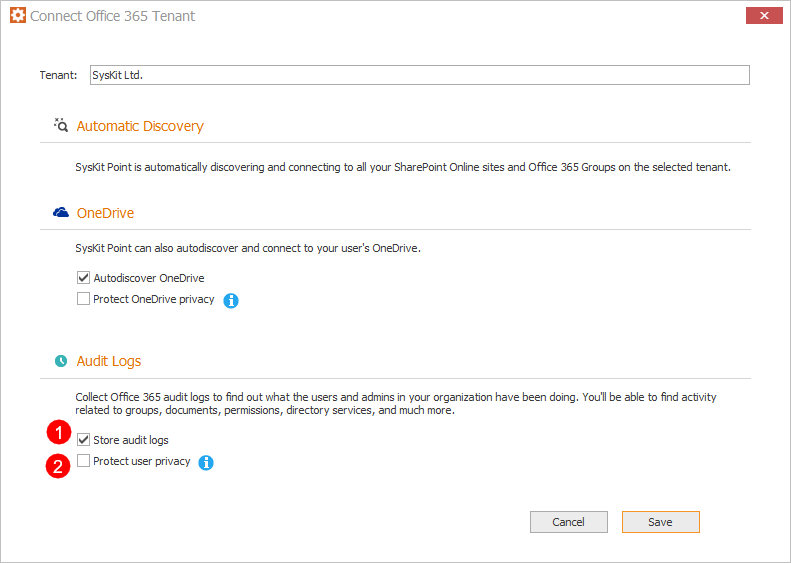 Connect Office 365 Tenant
Tenant: SysKit Ltd.
Automatic Discovery
SysKit Point is automatically discovering and connecting to all your SharePoint Online sites and Office 365 Groups on the selected tenant.
OneDrive
SysKit Point can also autodiscover and connect to your user's OneDrive.
Autodiscover OneDrive
Protect OneDrive privacy
Audit Logs
Collect Office 365 audit logs to find out what the users and admins in your organization have been doing. You'll be able to find activity
related to groups, documents, permissions, directory services, and much more.
1 Store audit logs
2 Protect user privacy
Cancel Save